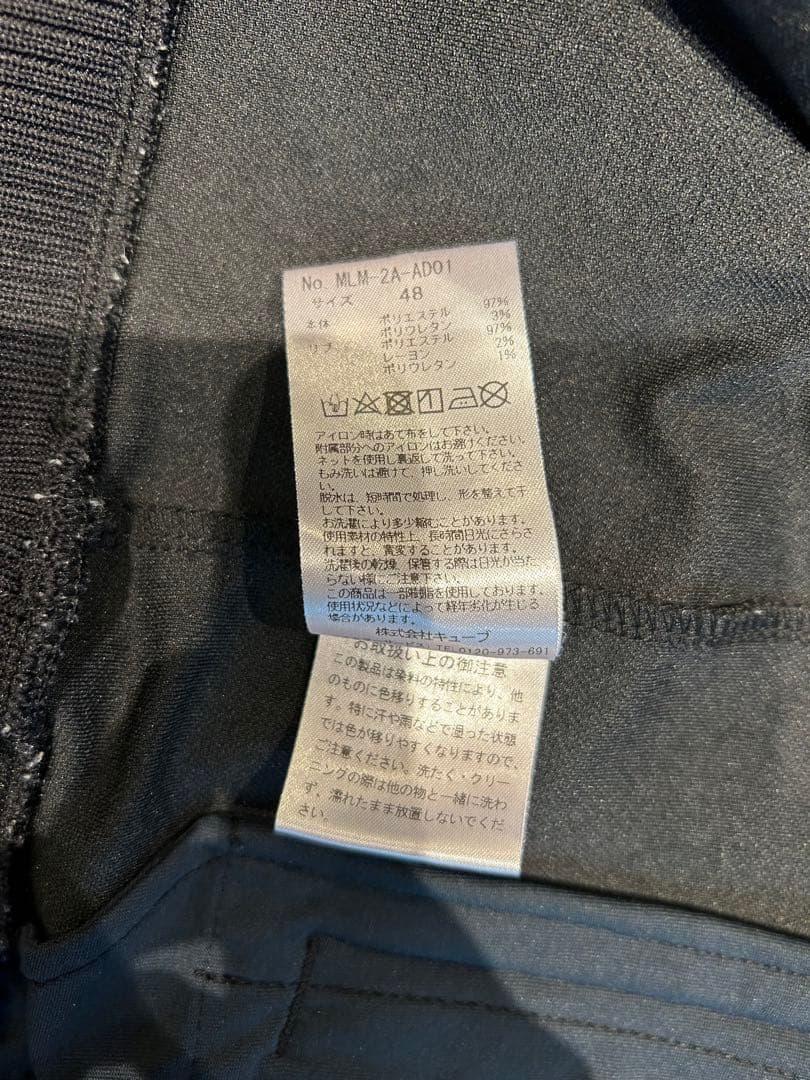 No. MLM-2A-AD01
サイズ 48
本体 ポリエステル 97%
ポリウレタン 3%
リブ ポリエステル 97%
レーヨン 2%
ポリウレタン 1%
アイロン時はあて布をして下さい。
附属部分へのアイロンはお避けください。
ネットを使用し裏返して洗って下さい。
もみ洗いは避けて、押し洗いしてくださ
い。
脱水は、短時間で処理し、形を整えて干
して下さい。
お洗濯により多少縮むことがあります。
使用素材の特性上、長時間日光にさらさ
れますと、黄変することがあります。
洗濯後の乾燥、保管する際は日光が当た
らない様にご注意下さい。
この商品は一部樹脂を使用しております。
使用状況などによって経年劣化が生じる
場合があります。
株式会社キューブ
TEL0120-973-691
お取扱い上の御注意
この製品は染料の特性により、他
のものに色移りすることがありま
す。特に汗や雨などで湿った状態
では色が移りやすくなりますので、
ご注意ください。洗たく・クリー
ニングの際は他の物と一緒に洗わ
ず、濡れたまま放置しないでくだ
さい。